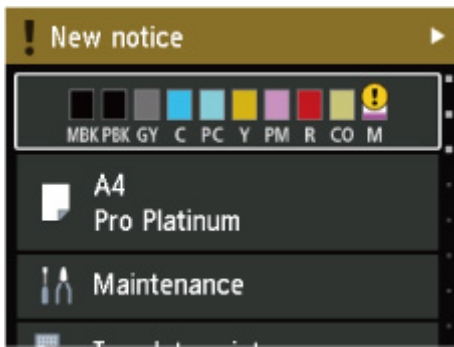 ! New notice
!
MBK PBK GY C PC Y PM R CO M
A4
Pro Platinum
Maintenance